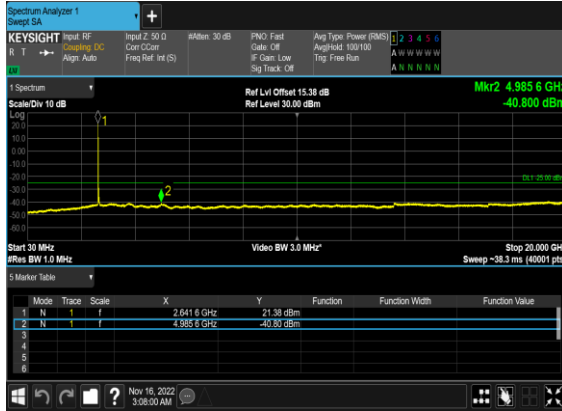 Spectrum Analyzer 1
Swept SA
+
KEYSIGHT Input: RF Input Z: 50 Ω #Atten: 30 dB PNO: Fast Avg Type: Power (RMS) 1 2 3 4 5 6
R T Coupling: DC Corr CCorr Gate: Off Avg|Hold: 100/100 A W W W W W
Align: Auto Freq Ref: Int (S) IF Gain: Low Trig: Free Run
Sig Track: Off A N N N N N
1 Spectrum Ref Lvl Offset 15.38 dB Mkr2 4.985 6 GHz
Scale/Div 10 dB Ref Level 30.00 dBm -40.800 dBm
Log
20.0
10.0
0.00
-10.0
-20.0
-30.0
-40.0
-50.0
-60.0
1
2
DL1 -25.00 dBm
Start 30 MHz Video BW 3.0 MHz* Stop 20.000 GHz
#Res BW 1.0 MHz Sweep ~38.3 ms (40001 pts)
5 Marker Table
Mode Trace Scale X Y Function Function Width Function Value
1 N 1 f 2.641 6 GHz 21.38 dBm
2 N 1 f 4.985 6 GHz -40.80 dBm
3
4
5
6
? Nov 16, 2022
3:08:00 AM